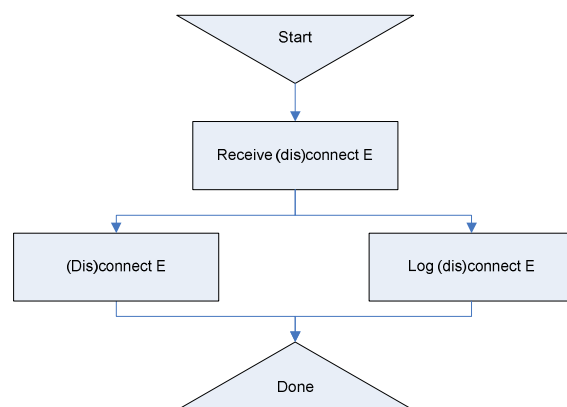 Start
Receive (dis)connect E
(Dis)connect E
Log (dis)connect E
Done